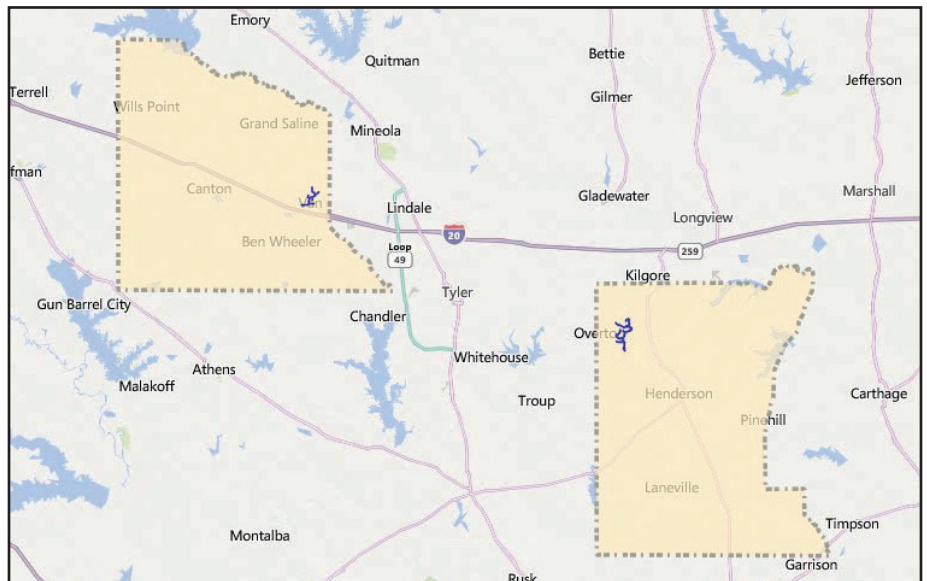 Emory
Quitman
Bettie
Jefferson
Terrell
Wills Point
Gilmer
Grand Saline
Mineola
fman
Canton
Van
Lindale
Gladewater
Marshall
Longview
20
Ben Wheeler
Loop
49
259
Kilgore
Gun Barrel City
Tyler
Chandler
Overto
Whitehouse
Athens
Malakoff
Troup
Henderson
Carthage
Pinehill
Laneville
Timpson
Montalba
Garrison
Rusk